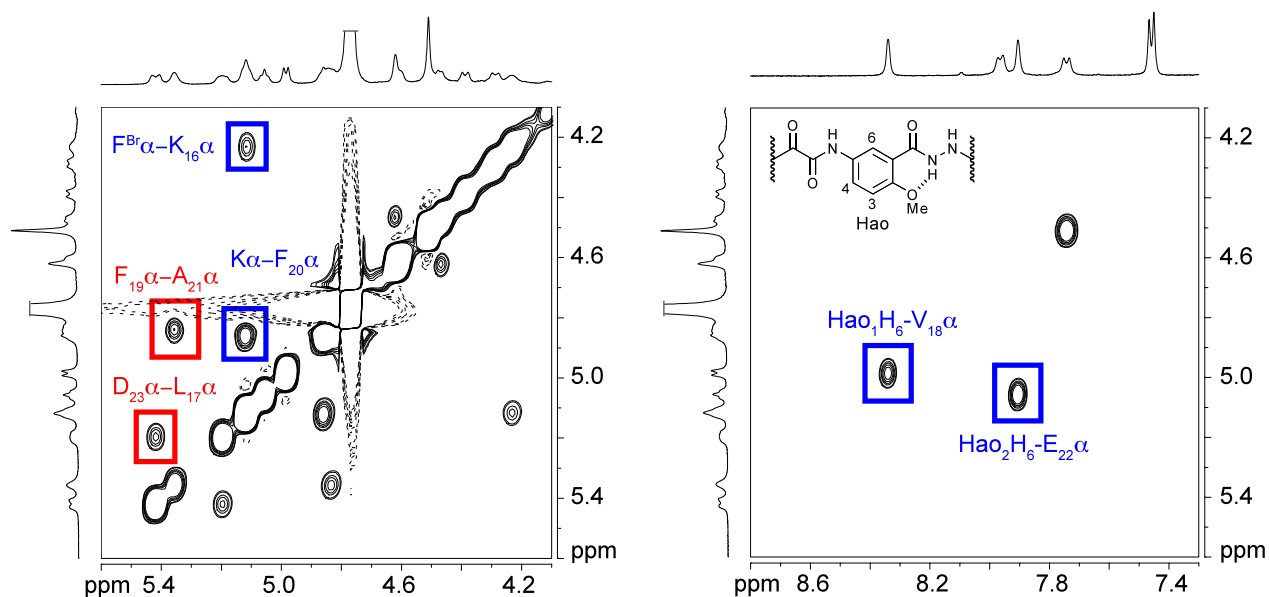 F^Br α–K₁₆α
Kα–F₂₀α
F₁₉α–A₂₁α
D₂₃α–L₁₇α
4.2
4.6
5.0
5.4
ppm
ppm 5.4 5.0 4.6 4.2
O
H
N
6
O
H
N
N
H
O
4
3
O
Me
Hao
Hao₁H₆-V₁₈α
Hao₂H₆-E₂₂α
4.2
4.6
5.0
5.4
ppm
ppm 8.6 8.2 7.8 7.4